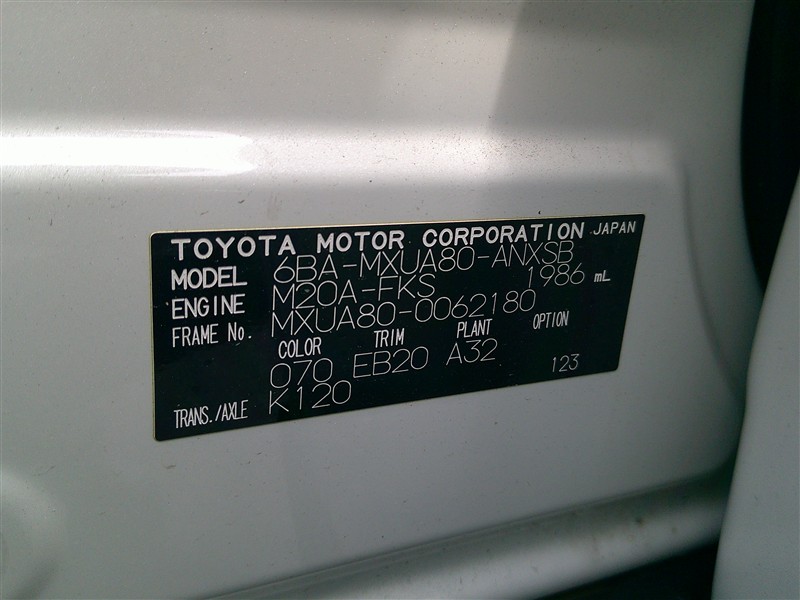 TOYOTA MOTOR CORPORATION JAPAN
MODEL 6BA-MXUA80-ANXSB
ENGINE M20A-FKS 1986 mL
FRAME No. MXUA80-0062180
COLOR TRIM PLANT OPTION
070 EB20 A32 123
TRANS./AXLE K120